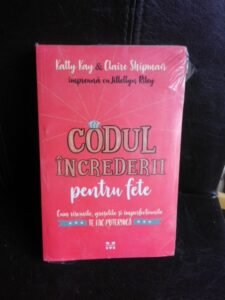 Katty Kay & Claire Shipman
împreună cu JillEllyn Riley
CODUL
ÎNCREDERII
pentru fete
Cum riscurile, greșelile și imperfecțiunile
TE FAC PUTERNICĂ